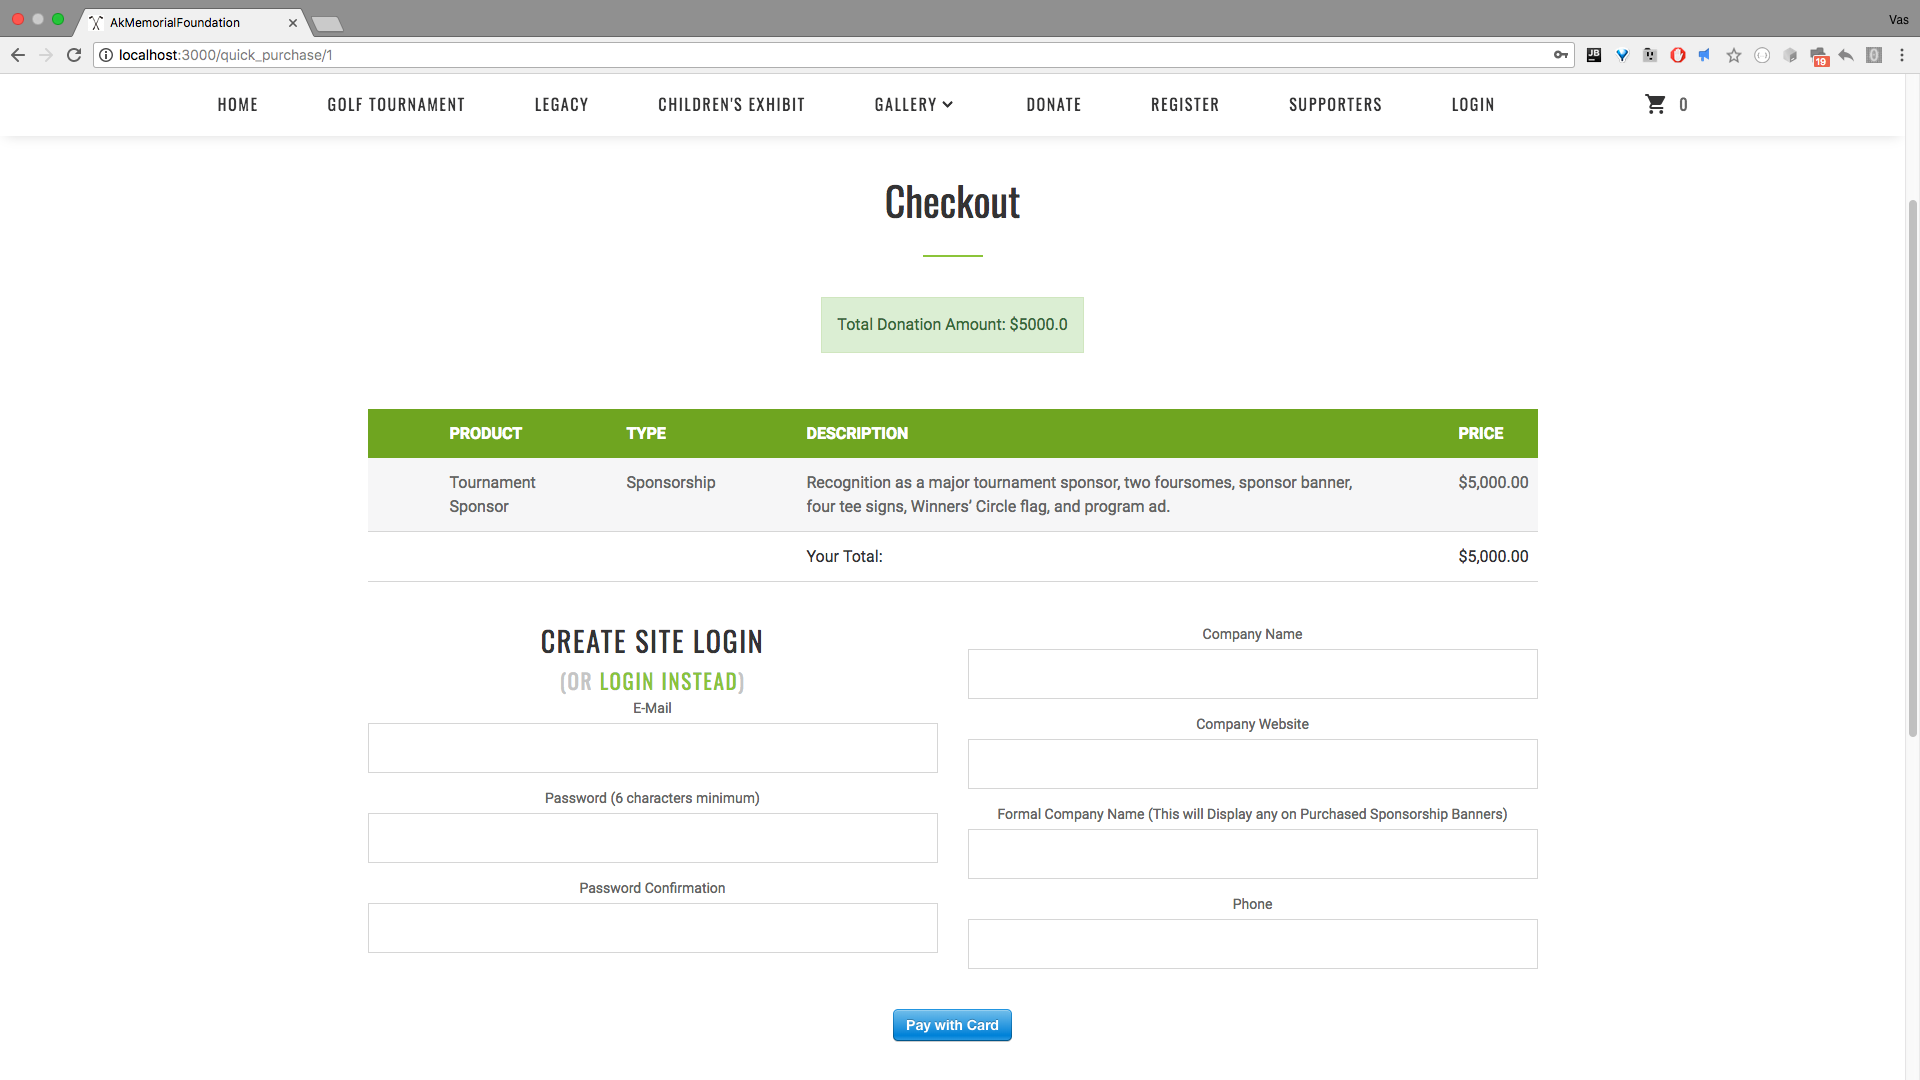 AkMemorialFoundation
Vas
localhost:3000/quick_purchase/1
JB
19
HOME GOLF TOURNAMENT LEGACY CHILDREN'S EXHIBIT GALLERY DONATE REGISTER SUPPORTERS LOGIN 0
Checkout
Total Donation Amount: $5000.0
PRODUCT TYPE DESCRIPTION PRICE
Tournament Sponsorship Recognition as a major tournament sponsor, two foursomes, sponsor banner, $5,000.00
Sponsor four tee signs, Winners’ Circle flag, and program ad.
Your Total: $5,000.00
CREATE SITE LOGIN
(OR LOGIN INSTEAD)
E-Mail
Password (6 characters minimum)
Password Confirmation
Company Name
Company Website
Formal Company Name (This will Display any on Purchased Sponsorship Banners)
Phone
Pay with Card